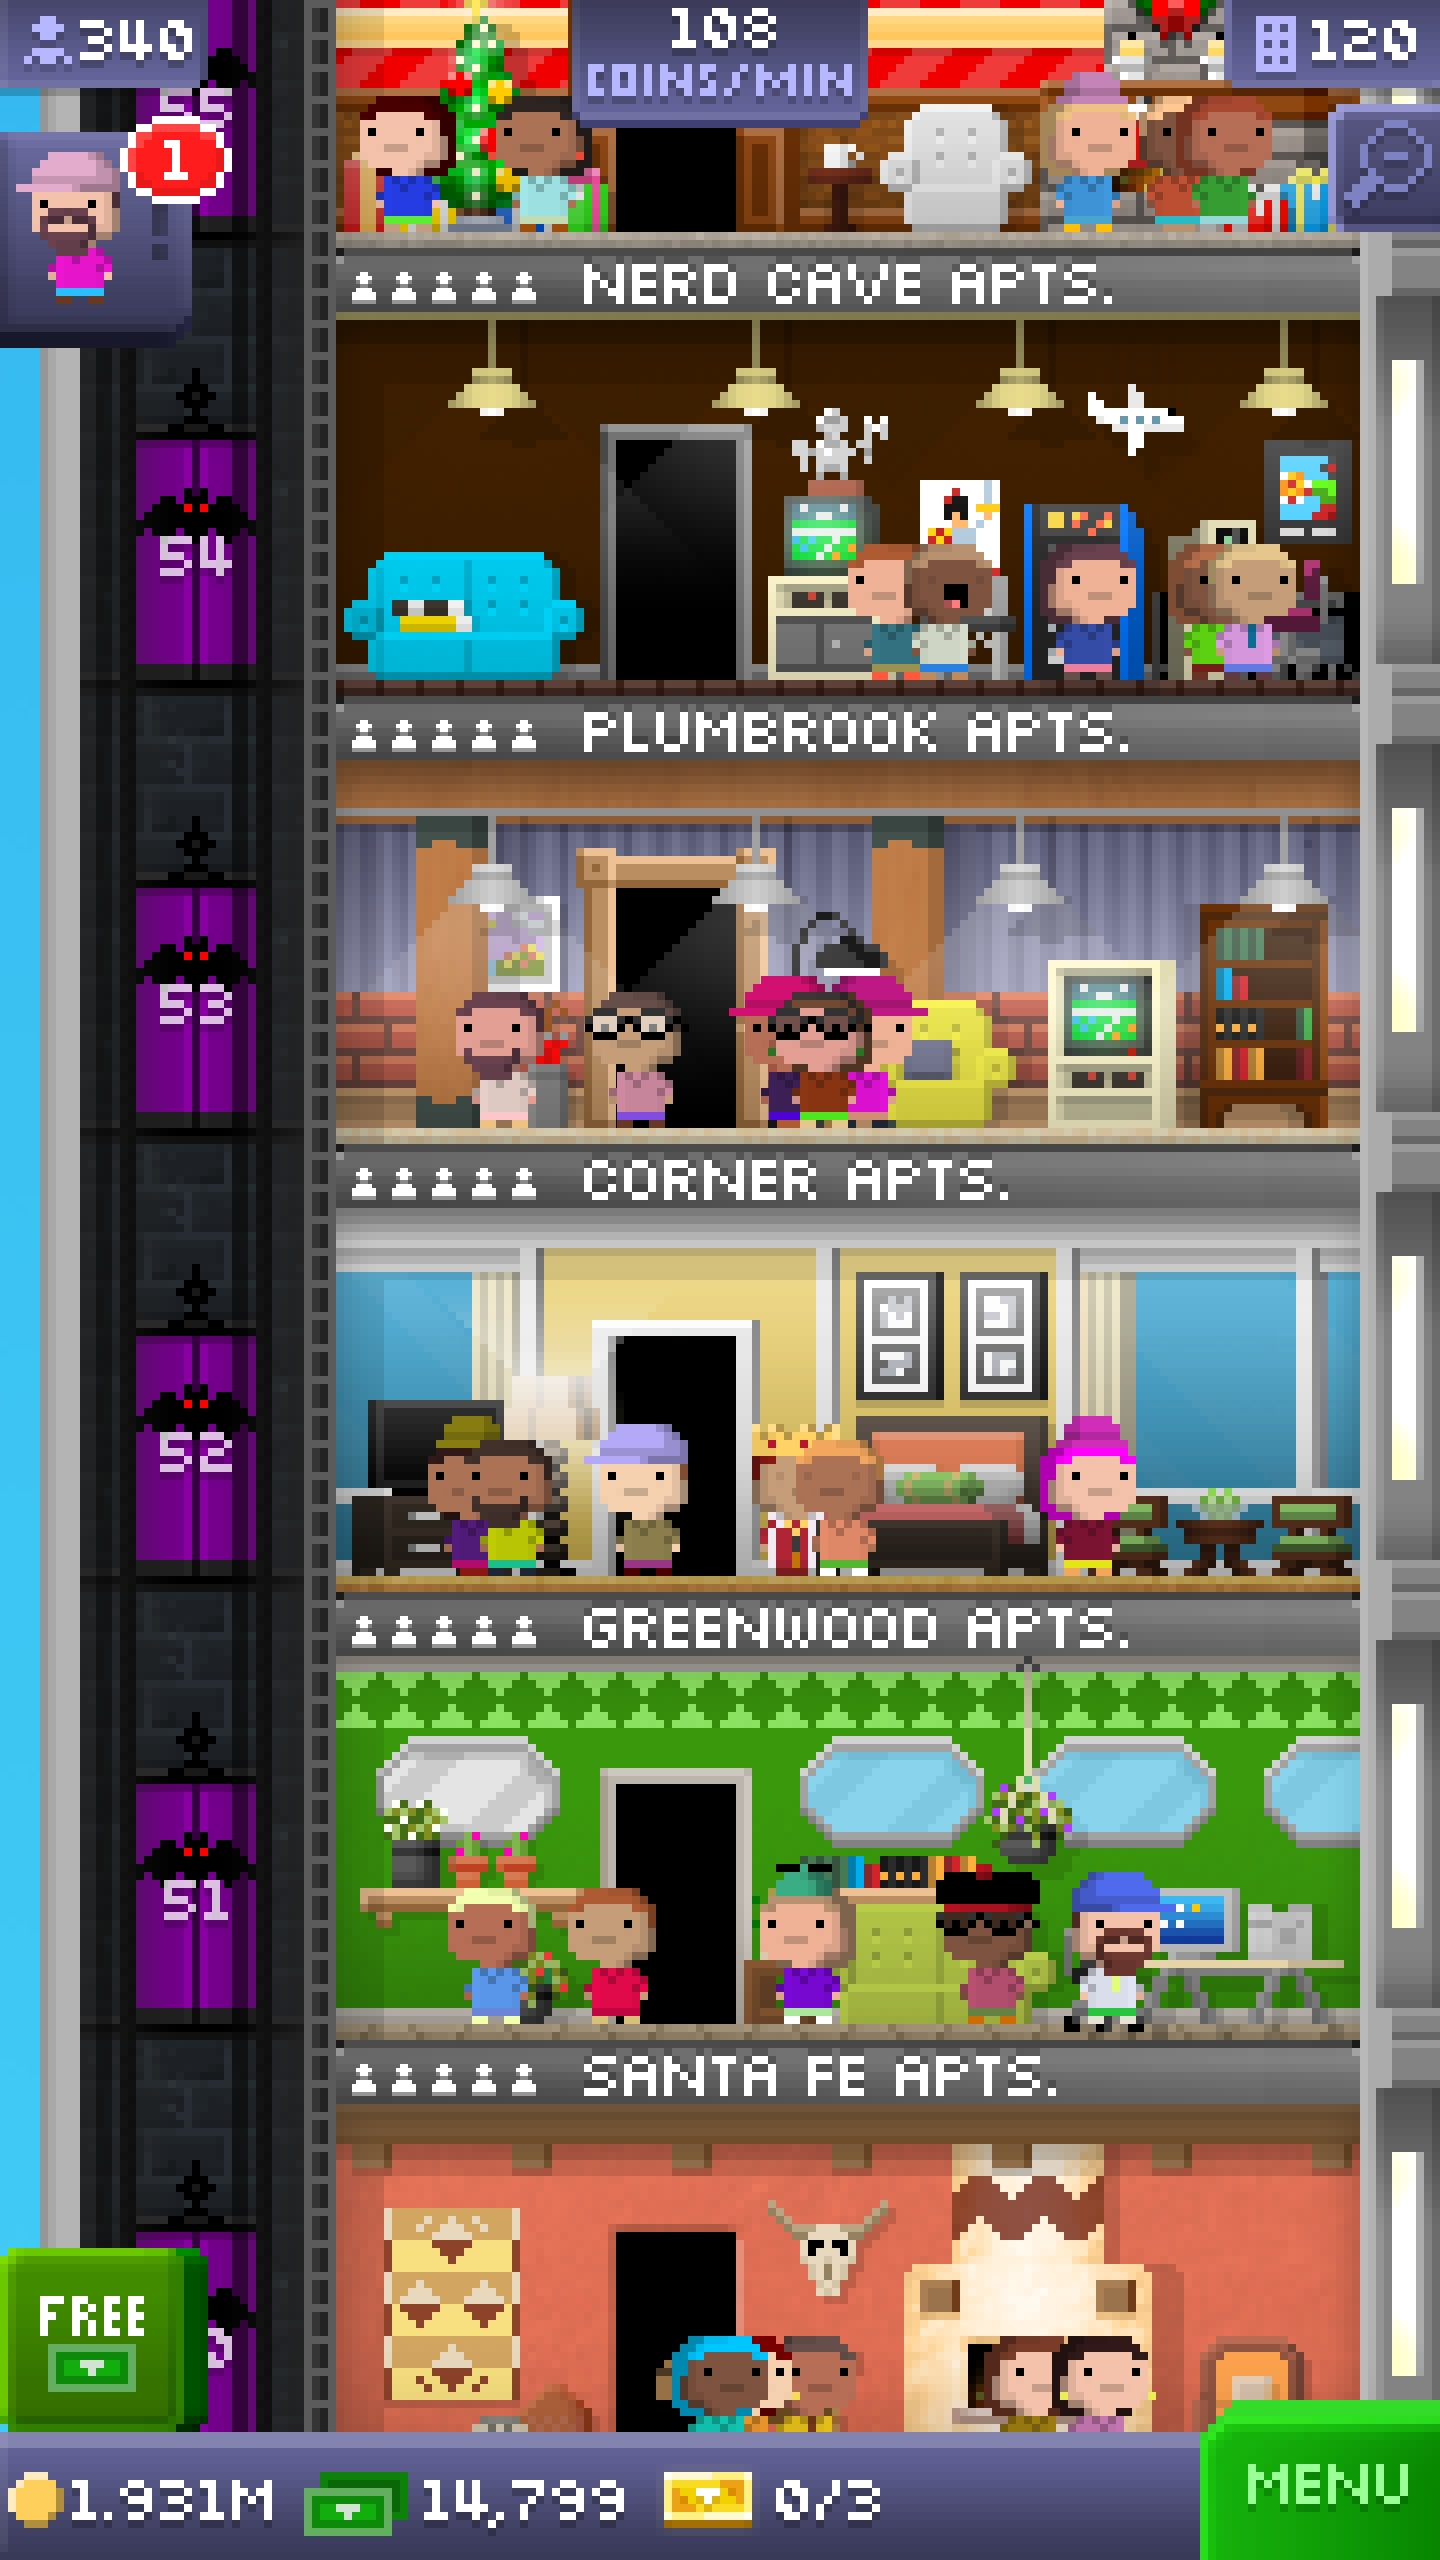 340
108
COINS/MIN
120
55
1
NERD CAVE APTS.
54
PLUMBROOK APTS.
53
CORNER APTS.
52
GREENWOOD APTS.
51
SANTA FE APTS.
FREE
1.931M
14,799
0/3
MENU